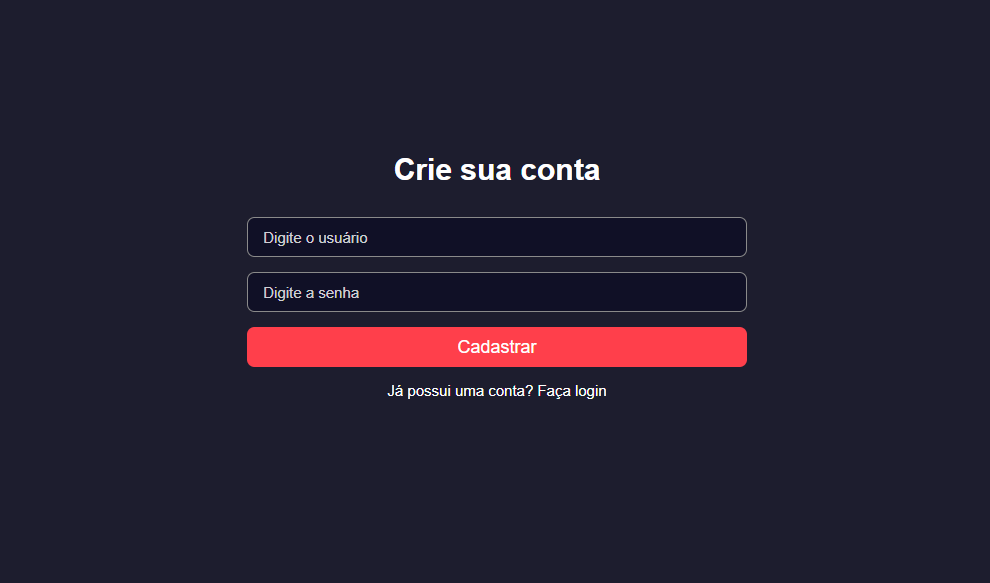 Crie sua conta
Digite o usuário
Digite a senha
Cadastrar
Já possui uma conta? Faça login